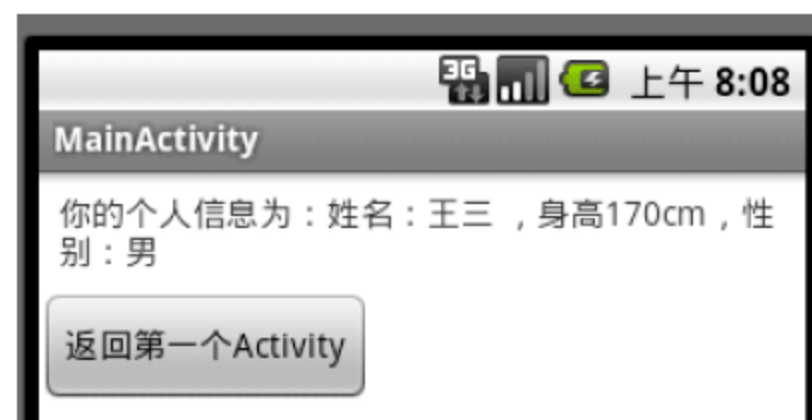 3G 上午 8:08
MainActivity
你的个人信息为：姓名：王三 ，身高170cm，性
别：男
返回第一个Activity